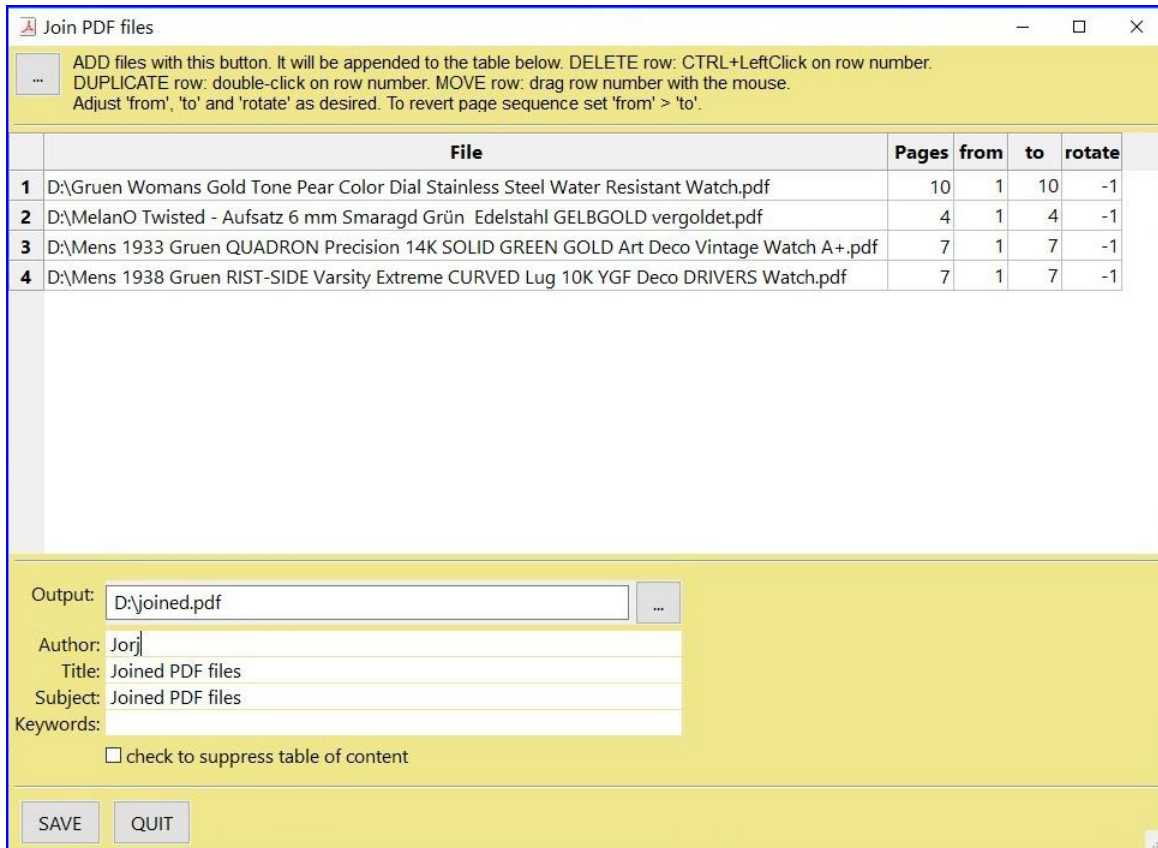 Join PDF files
... ADD files with this button. It will be appended to the table below. DELETE row: CTRL+LeftClick on row number.
DUPLICATE row: double-click on row number. MOVE row: drag row number with the mouse.
Adjust 'from', 'to' and 'rotate' as desired. To revert page sequence set 'from' > 'to'.
File Pages from to rotate
1 D:\Gruen Womans Gold Tone Pear Color Dial Stainless Steel Water Resistant Watch.pdf 10 1 10 -1
2 D:\MelanO Twisted - Aufsatz 6 mm Smaragd Grün  Edelstahl GELBGOLD vergoldet.pdf 4 1 4 -1
3 D:\Mens 1933 Gruen QUADRON Precision 14K SOLID GREEN GOLD Art Deco Vintage Watch A+.pdf 7 1 7 -1
4 D:\Mens 1938 Gruen RIST-SIDE Varsity Extreme CURVED Lug 10K YGF Deco DRIVERS Watch.pdf 7 1 7 -1
Output: D:\joined.pdf ...
Author: Jorj
Title: Joined PDF files
Subject: Joined PDF files
Keywords:
check to suppress table of content
SAVE QUIT